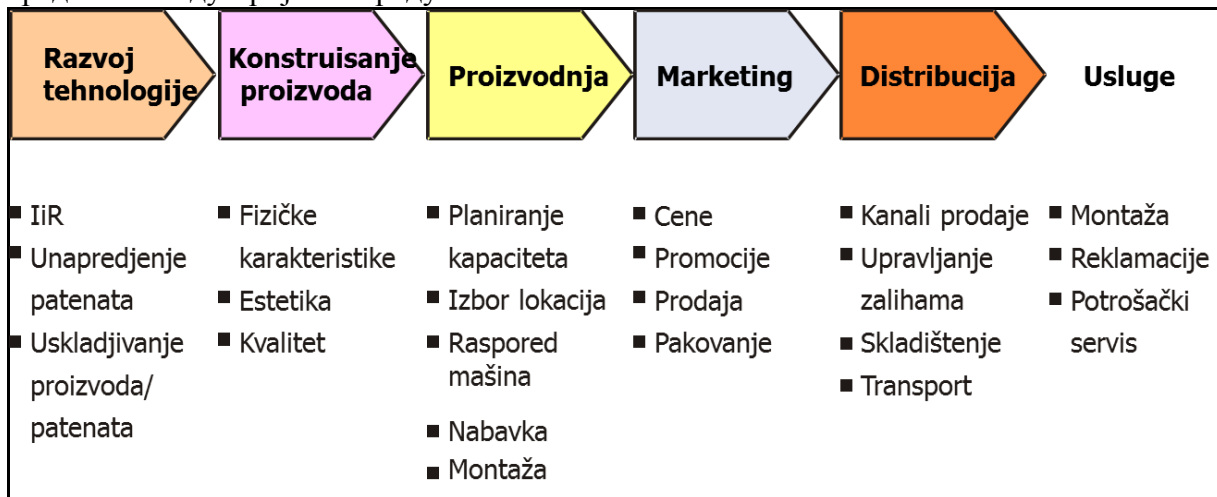 Razvoj
tehnologije
Konstruisanje
proizvoda
Proizvodnja
Marketing
Distribucija
Usluge
▪ IiR
▪ Unapredjenje
patenata
▪ Uskladjivanje
proizvoda/
patenata
▪ Fizičke
karakteristike
▪ Estetika
▪ Kvalitet
▪ Planiranje
kapaciteta
▪ Izbor lokacija
▪ Raspored
mašina
▪ Nabavka
▪ Montaža
▪ Cene
▪ Promocije
▪ Prodaja
▪ Pakovanje
▪ Kanali prodaje
▪ Upravljanje
zalihama
▪ Skladištenje
▪ Transport
▪ Montaža
▪ Reklamacije
▪ Potrošački
servis